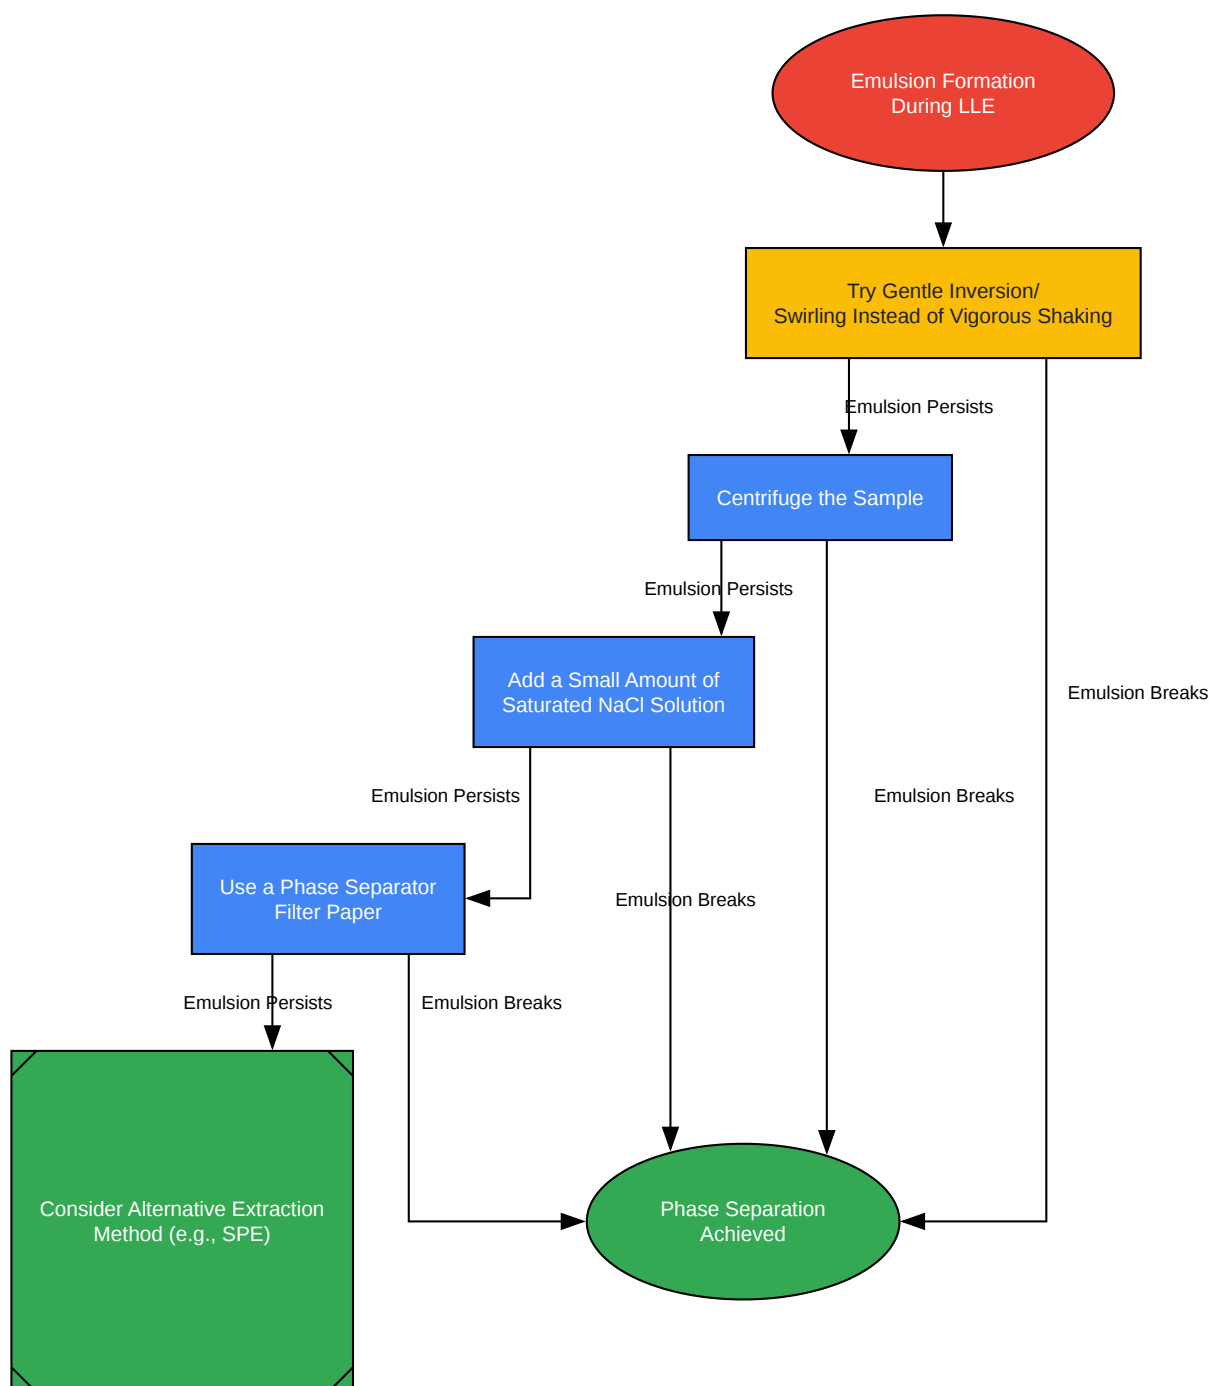 Emulsion Formation
During LLE
Try Gentle Inversion/
Swirling Instead of Vigorous Shaking
Emulsion Persists
Centrifuge the Sample
Emulsion Persists
Add a Small Amount of
Saturated NaCl Solution
Emulsion Breaks
Emulsion Persists
Emulsion Breaks
Use a Phase Separator
Filter Paper
Emulsion Breaks
Emulsion Persists
Emulsion Breaks
Consider Alternative Extraction
Method (e.g., SPE)
Phase Separation
Achieved